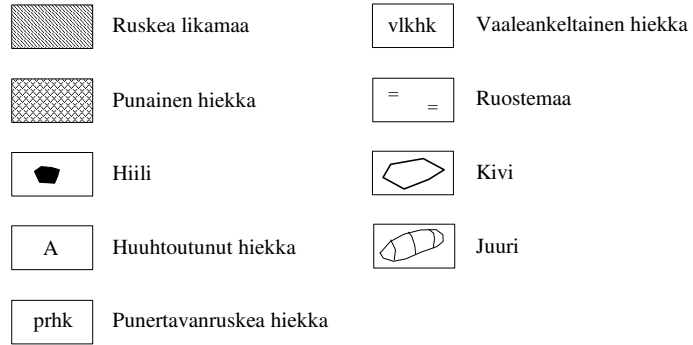 Ruskea likamaa
Punainen hiekka
Hiili
A Huuhtoutunut hiekka
prhk Punertavanruskea hiekka
vlkhk Vaaleankeltainen hiekka
= = Ruostemaa
Kivi
Juuri